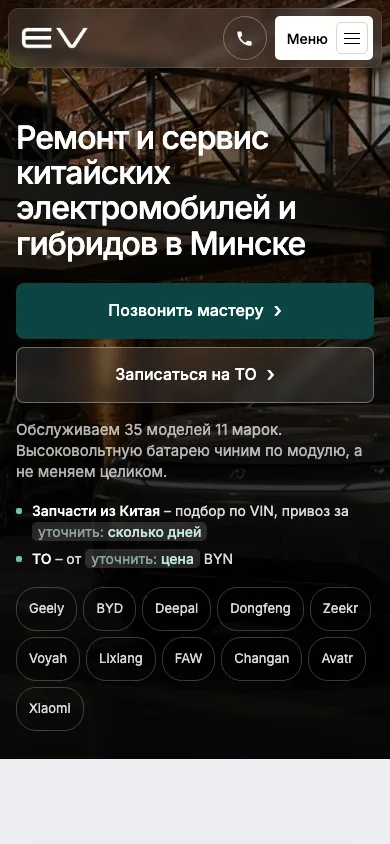 EV
Меню
Ремонт и сервис
китайских
электромобилей и
гибридов в Минске
Позвонить мастеру
Записаться на ТО
Обслуживаем 35 моделей 11 марок.
Высоковольтную батарею чиним по модулю, а
не меняем целиком.
Запчасти из Китая – подбор по VIN, привоз за
уточнить: сколько дней
ТО – от уточнить: цена BYN
Geely BYD Deepal Dongfeng Zeekr
Voyah Lixiang FAW Changan Avatr
Xiaomi